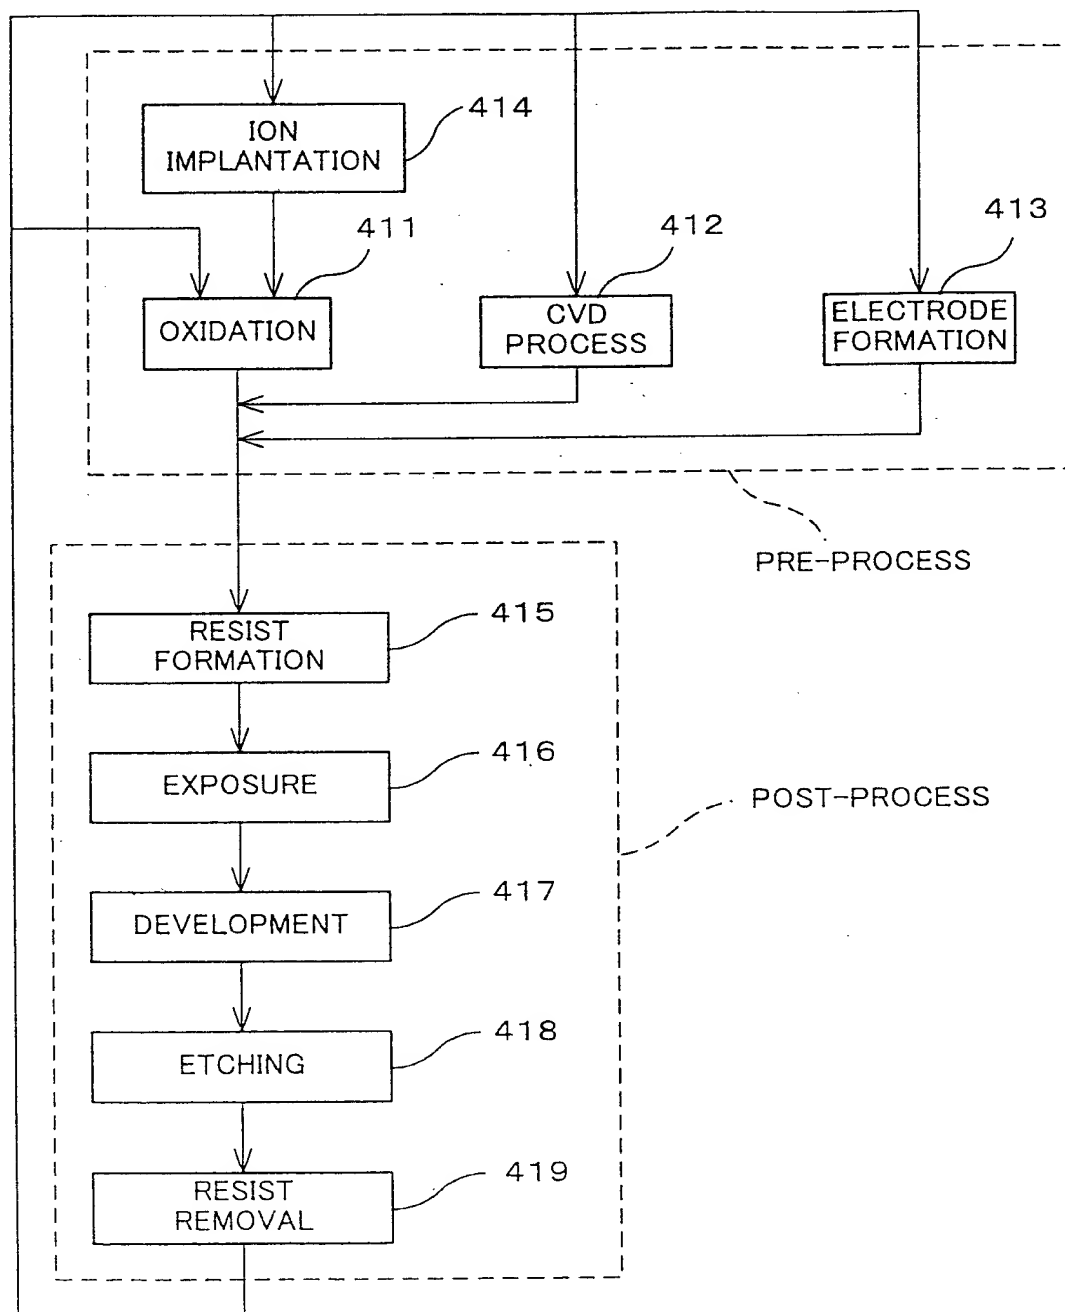 414
ION
IMPLANTATION
411
412
413
OXIDATION
CVD
PROCESS
ELECTRODE
FORMATION
PRE-PROCESS
415
RESIST
FORMATION
416
EXPOSURE
POST-PROCESS
417
DEVELOPMENT
418
ETCHING
419
RESIST
REMOVAL